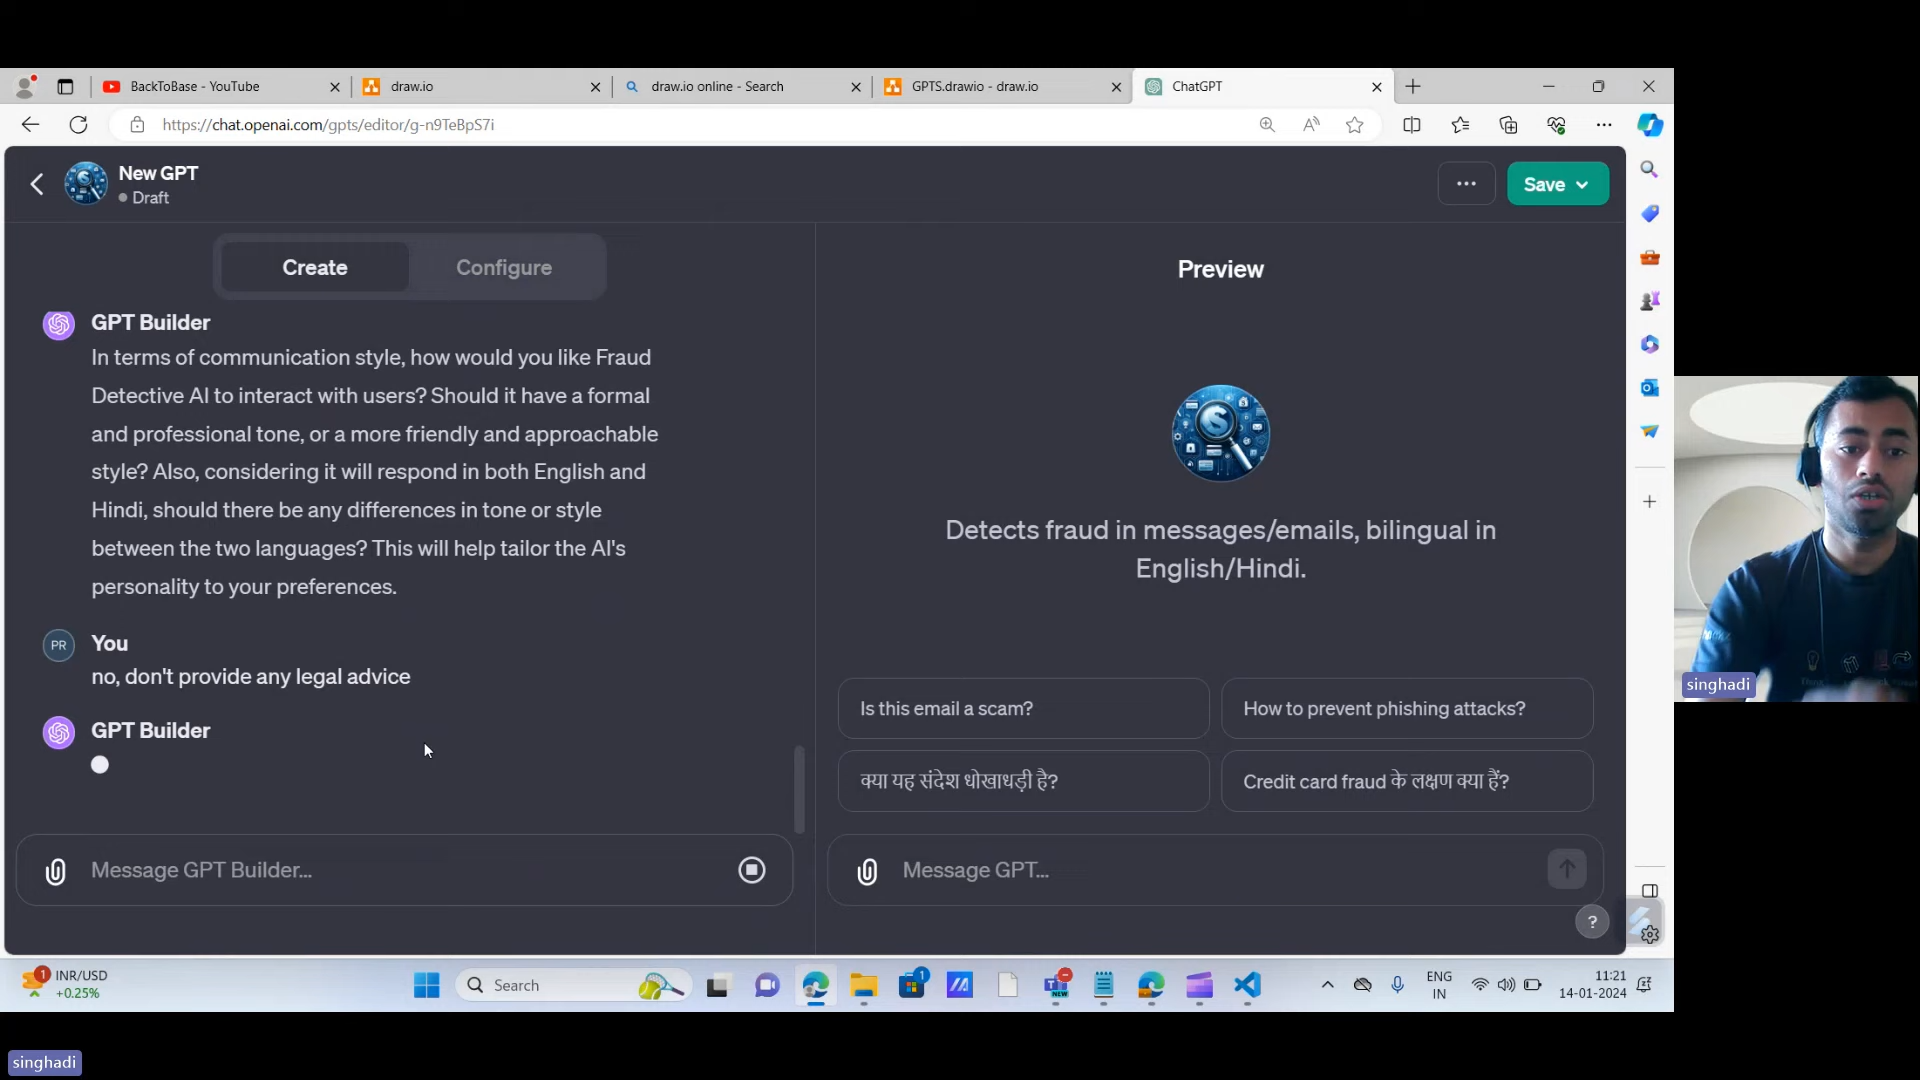 BackToBase - YouTube
draw.io
draw.io online - Search
GPTS.drawio - draw.io
ChatGPT
https://chat.openai.com/gpts/editor/g-n9TeBpS7i
New GPT
Draft
Save
Create
Configure
Preview
GPT Builder
In terms of communication style, how would you like Fraud
Detective AI to interact with users? Should it have a formal
and professional tone, or a more friendly and approachable
style? Also, considering it will respond in both English and
Hindi, should there be any differences in tone or style
between the two languages? This will help tailor the AI's
personality to your preferences.
PR
You
no, don't provide any legal advice
GPT Builder
Message GPT Builder...
Detects fraud in messages/emails, bilingual in
English/Hindi.
Is this email a scam?
How to prevent phishing attacks?
क्या यह संदेश धोखाधड़ी है?
Credit card fraud के लक्षण क्या हैं?
Message GPT...
?
singhadi
1
INR/USD
+0.25%
Search
1
NEW
ENG
IN
11:21
14-01-2024
singhadi